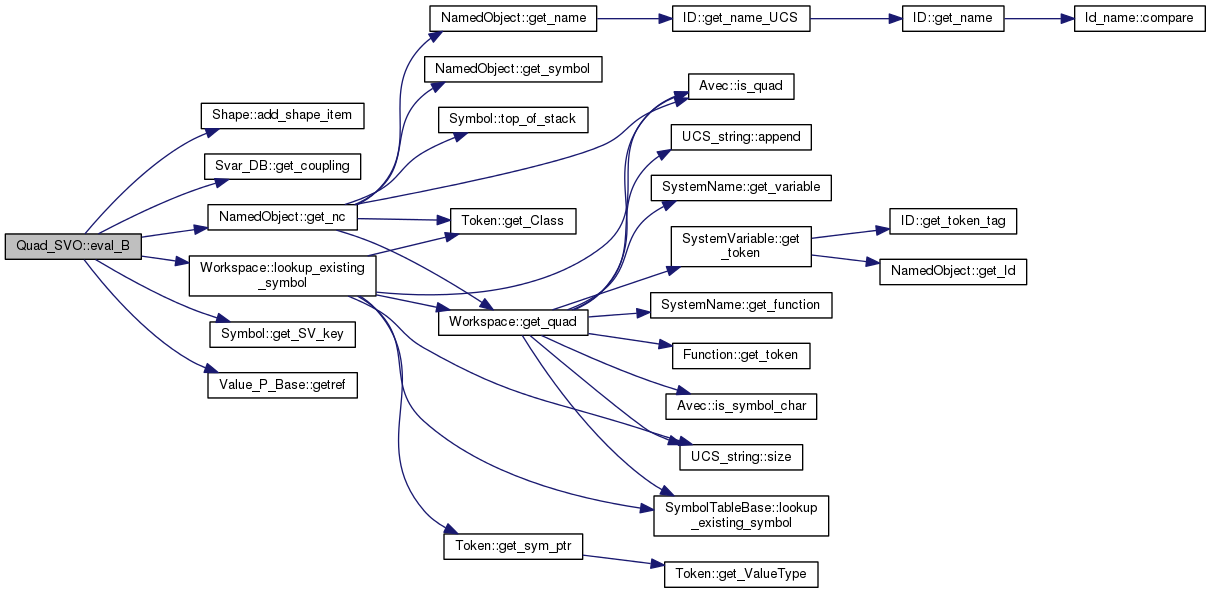 Quad_SVO::eval_B
Shape::add_shape_item
Svar_DB::get_coupling
NamedObject::get_nc
Workspace::lookup_existing
_symbol
Symbol::get_SV_key
Value_P_Base::getref
NamedObject::get_name
NamedObject::get_symbol
Symbol::top_of_stack
Token::get_Class
Workspace::get_quad
Token::get_sym_ptr
ID::get_name_UCS
Avec::is_quad
UCS_string::append
SystemName::get_variable
SystemVariable::get
_token
SystemName::get_function
Function::get_token
Avec::is_symbol_char
UCS_string::size
SymbolTableBase::lookup
_existing_symbol
Token::get_ValueType
ID::get_name
ID::get_token_tag
NamedObject::get_Id
Id_name::compare